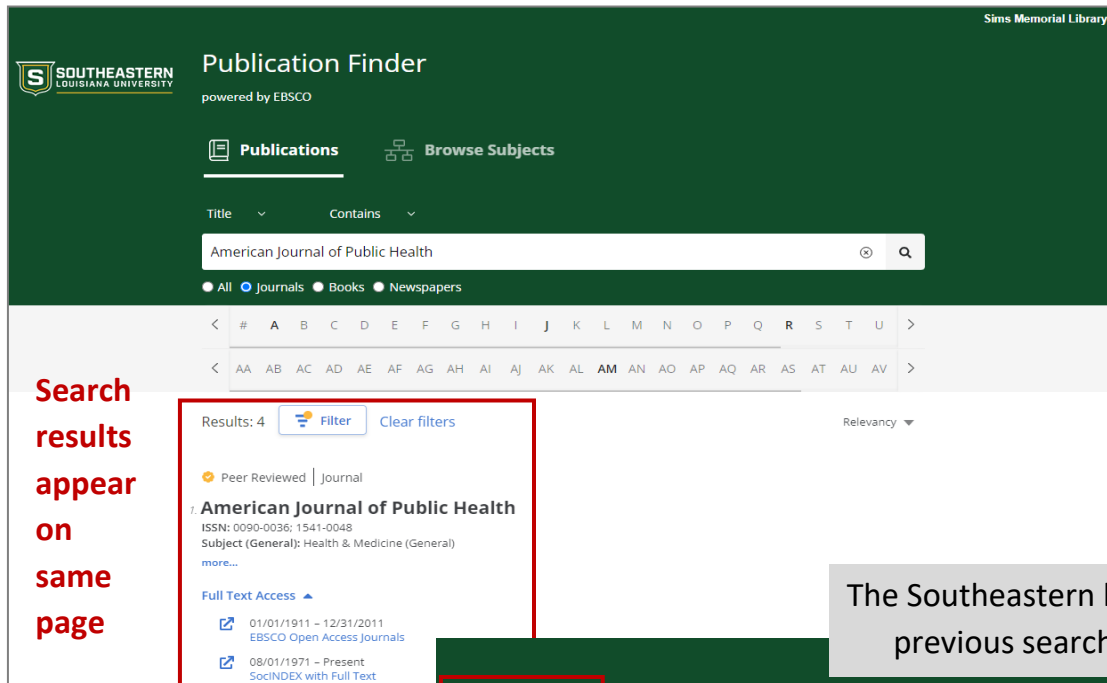 Sims Memorial Library
SOUTHEASTERN
LOUISIANA UNIVERSITY
Publication Finder
powered by EBSCO
Publications Browse Subjects
Title Contains
American Journal of Public Health
All Journals Books Newspapers
< # A B C D E F G H I J K L M N O P Q R S T U >
< AA AB AC AD AE AF AG AH AI AJ AK AL AM AN AO AP AQ AR AS AT AU AV >
Search
results
appear
on
same
page
Results: 4 Filter Clear filters Relevancy
Peer Reviewed | Journal
1. American Journal of Public Health
ISSN: 0090-0036; 1541-0048
Subject (General): Health & Medicine (General)
more...
Full Text Access
01/01/1911 – 12/31/2011
EBSCO Open Access Journals
08/01/1971 – Present
SocINDEX with Full Text
The Southeastern
previous search